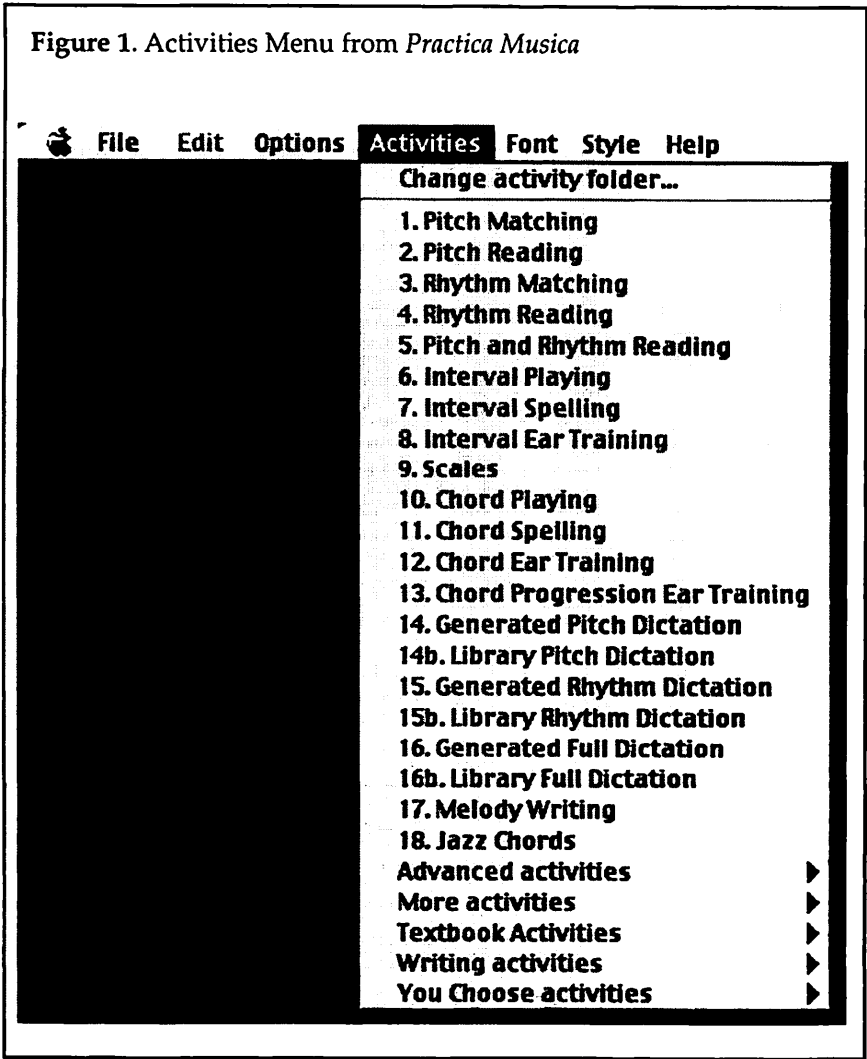 Figure 1. Activities Menu from Practica Musica
File Edit Options Activities Font Style Help
Change activity folder...
1. Pitch Matching
2. Pitch Reading
3. Rhythm Matching
4. Rhythm Reading
5. Pitch and Rhythm Reading
6. Interval Playing
7. Interval Spelling
8. Interval Ear Training
9. Scales
10. Chord Playing
11. Chord Spelling
12. Chord Ear Training
13. Chord Progression Ear Training
14. Generated Pitch Dictation
14b. Library Pitch Dictation
15. Generated Rhythm Dictation
15b. Library Rhythm Dictation
16. Generated Full Dictation
16b. Library Full Dictation
17. Melody Writing
18. Jazz Chords
Advanced activities
More activities
Textbook Activities
Writing activities
You Choose activities